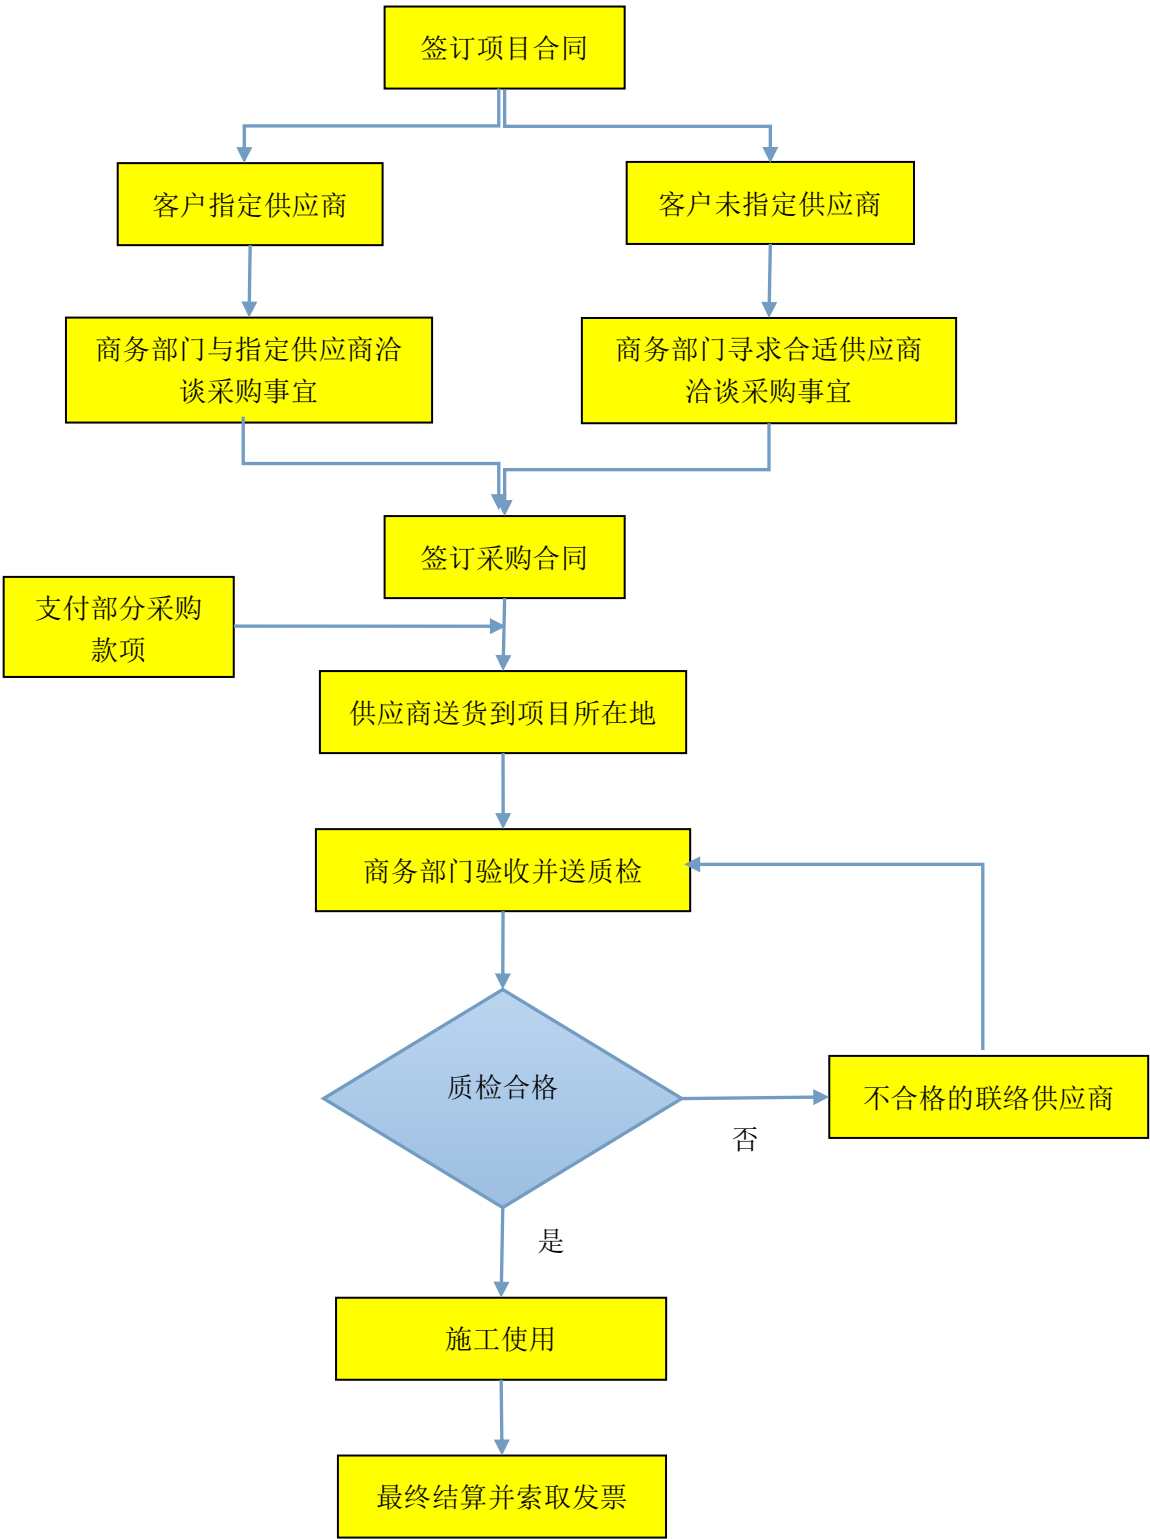 签订项目合同
客户指定供应商
客户未指定供应商
商务部门与指定供应商洽
谈采购事宜
商务部门寻求合适供应商
洽谈采购事宜
签订采购合同
支付部分采购
款项
供应商送货到项目所在地
商务部门验收并送质检
质检合格
不合格的联络供应商
否
是
施工使用
最终结算并索取发票